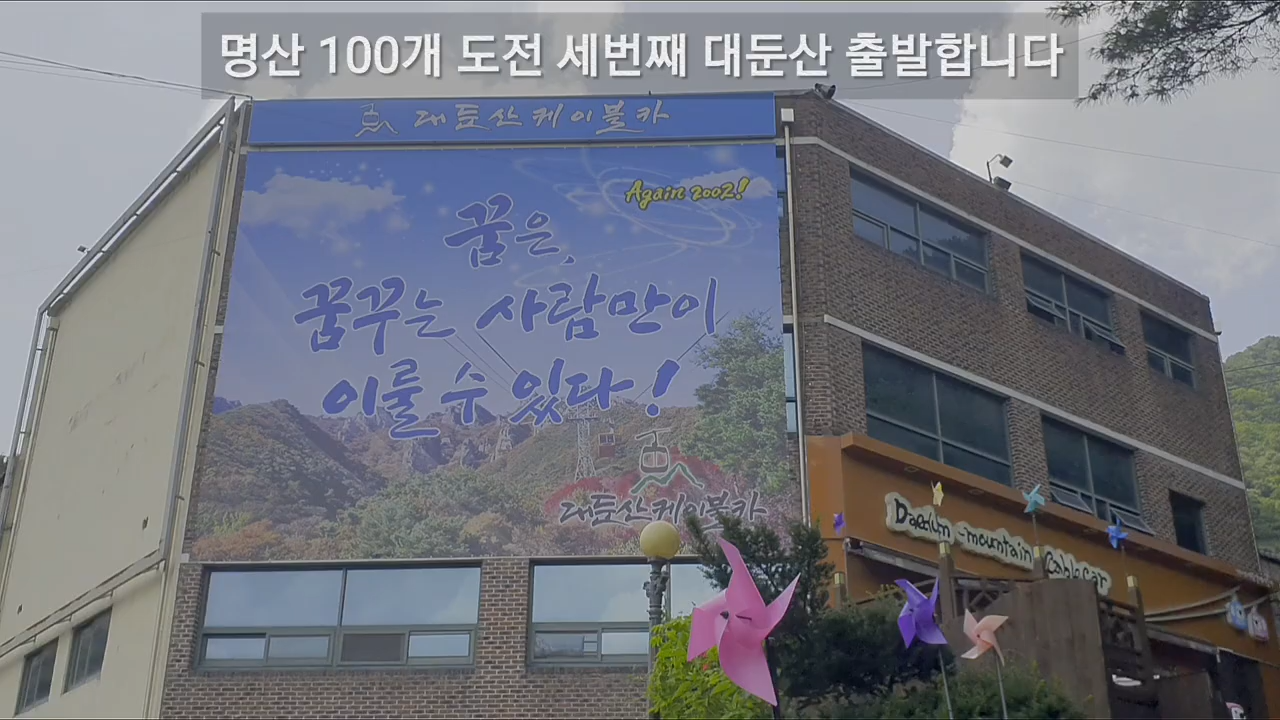 명산 100개 도전 세번째 대둔산 출발합니다
대둔산케이블카
Again 2002!
꿈은,
꿈꾸는 사람만이
이룰 수 있다!
대둔산케이블카
Daedun-mountain Cable Car